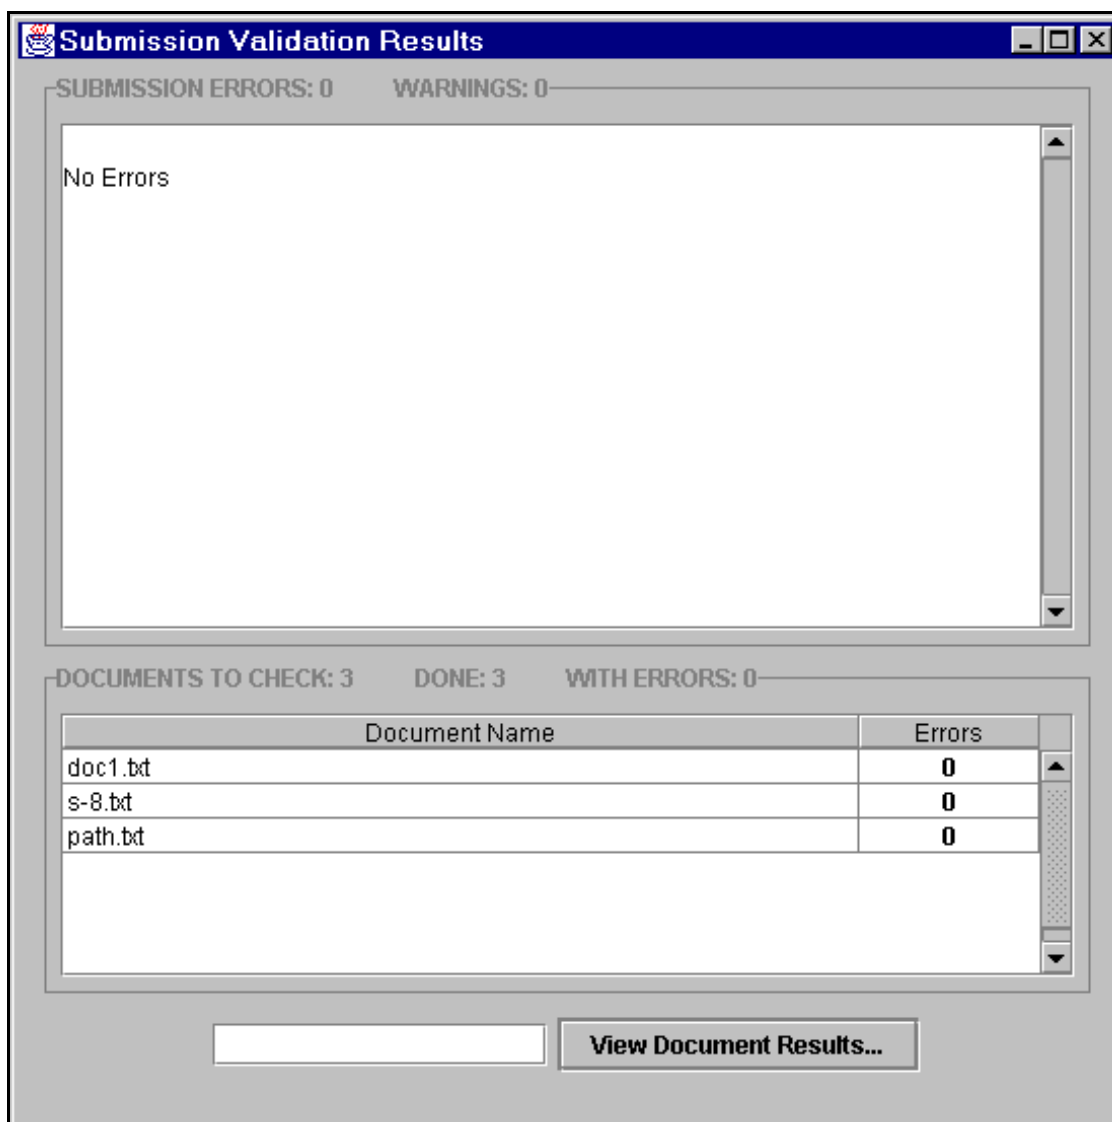 Submission Validation Results
SUBMISSION ERRORS: 0 WARNINGS: 0
No Errors
DOCUMENTS TO CHECK: 3 DONE: 3 WITH ERRORS: 0
Document Name Errors
doc1.txt 0
s-8.txt 0
path.txt 0
View Document Results...